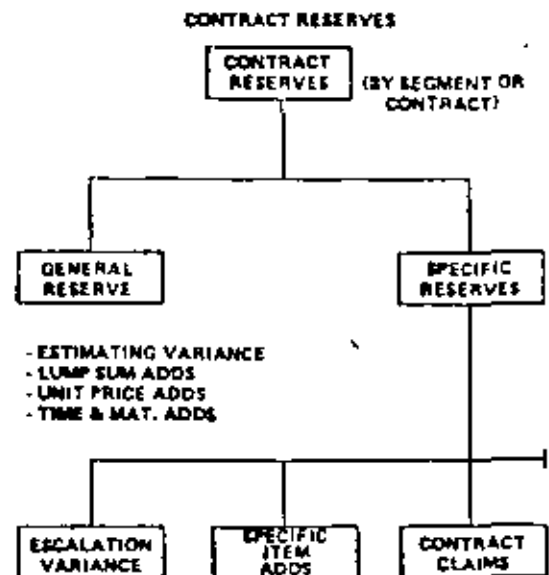 CONTRACT RESERVES
CONTRACT
RESERVES
(BY SEGMENT OR
CONTRACT)
GENERAL
RESERVE
SPECIFIC
RESERVES
- ESTIMATING VARIANCE
- LUMP SUM ADDS
- UNIT PRICE ADDS
- TIME & MAT. ADDS
ESCALATION
VARIANCE
SPECIFIC
ITEM
ADDS
CONTRACT
CLAIMS